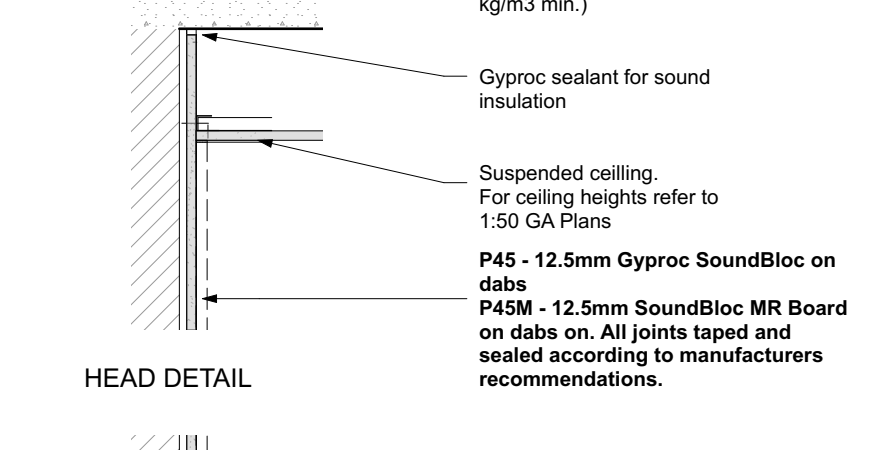 kg/m3 min.)
Gyproc sealant for sound
insulation
Suspended ceilling.
For ceiling heights refer to
1:50 GA Plans
P45 - 12.5mm Gyproc SoundBloc on
dabs
P45M - 12.5mm SoundBloc MR Board
on dabs on. All joints taped and
sealed according to manufacturers
recommendations.
HEAD DETAIL